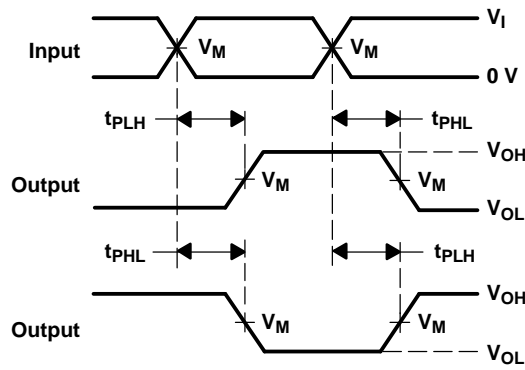 Input V_M V_M V_I
0 V
t_PLH t_PHL
Output V_M V_M V_OH
V_OL
t_PHL t_PLH
Output V_M V_M V_OH
V_OL